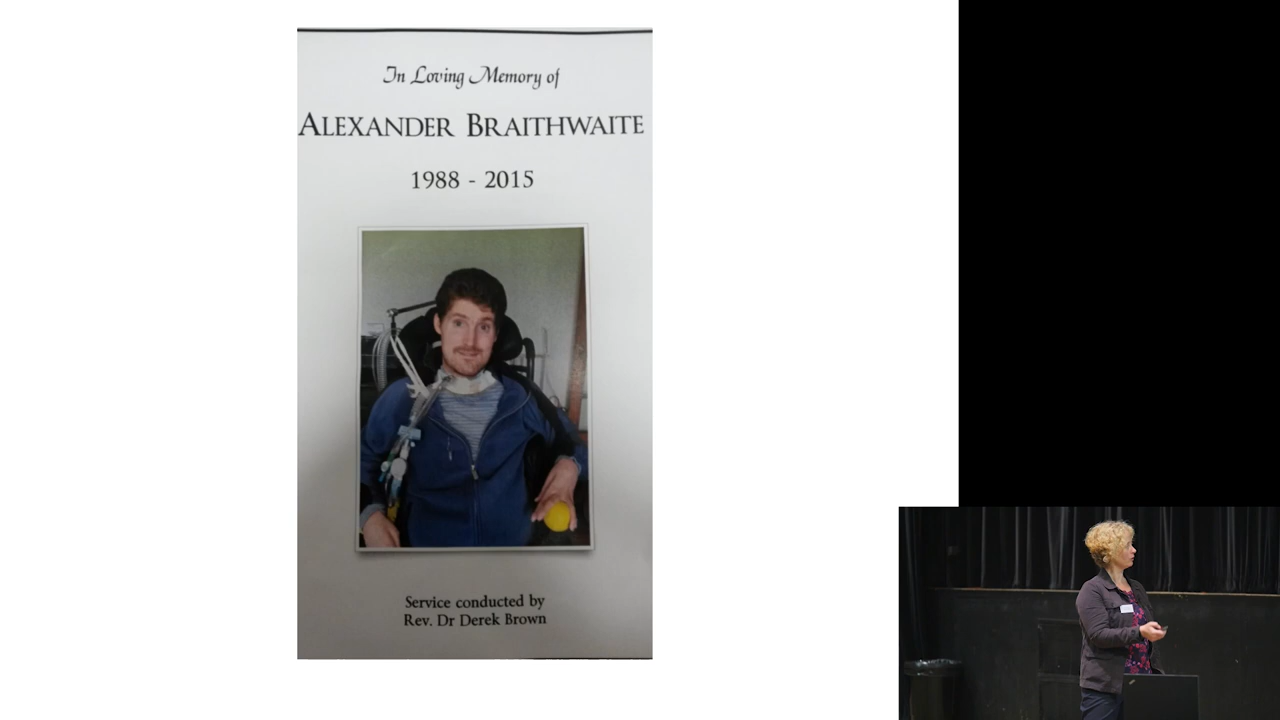 In Loving Memory of
ALEXANDER BRAITHWAITE
1988 - 2015
Service conducted by
Rev. Dr Derek Brown